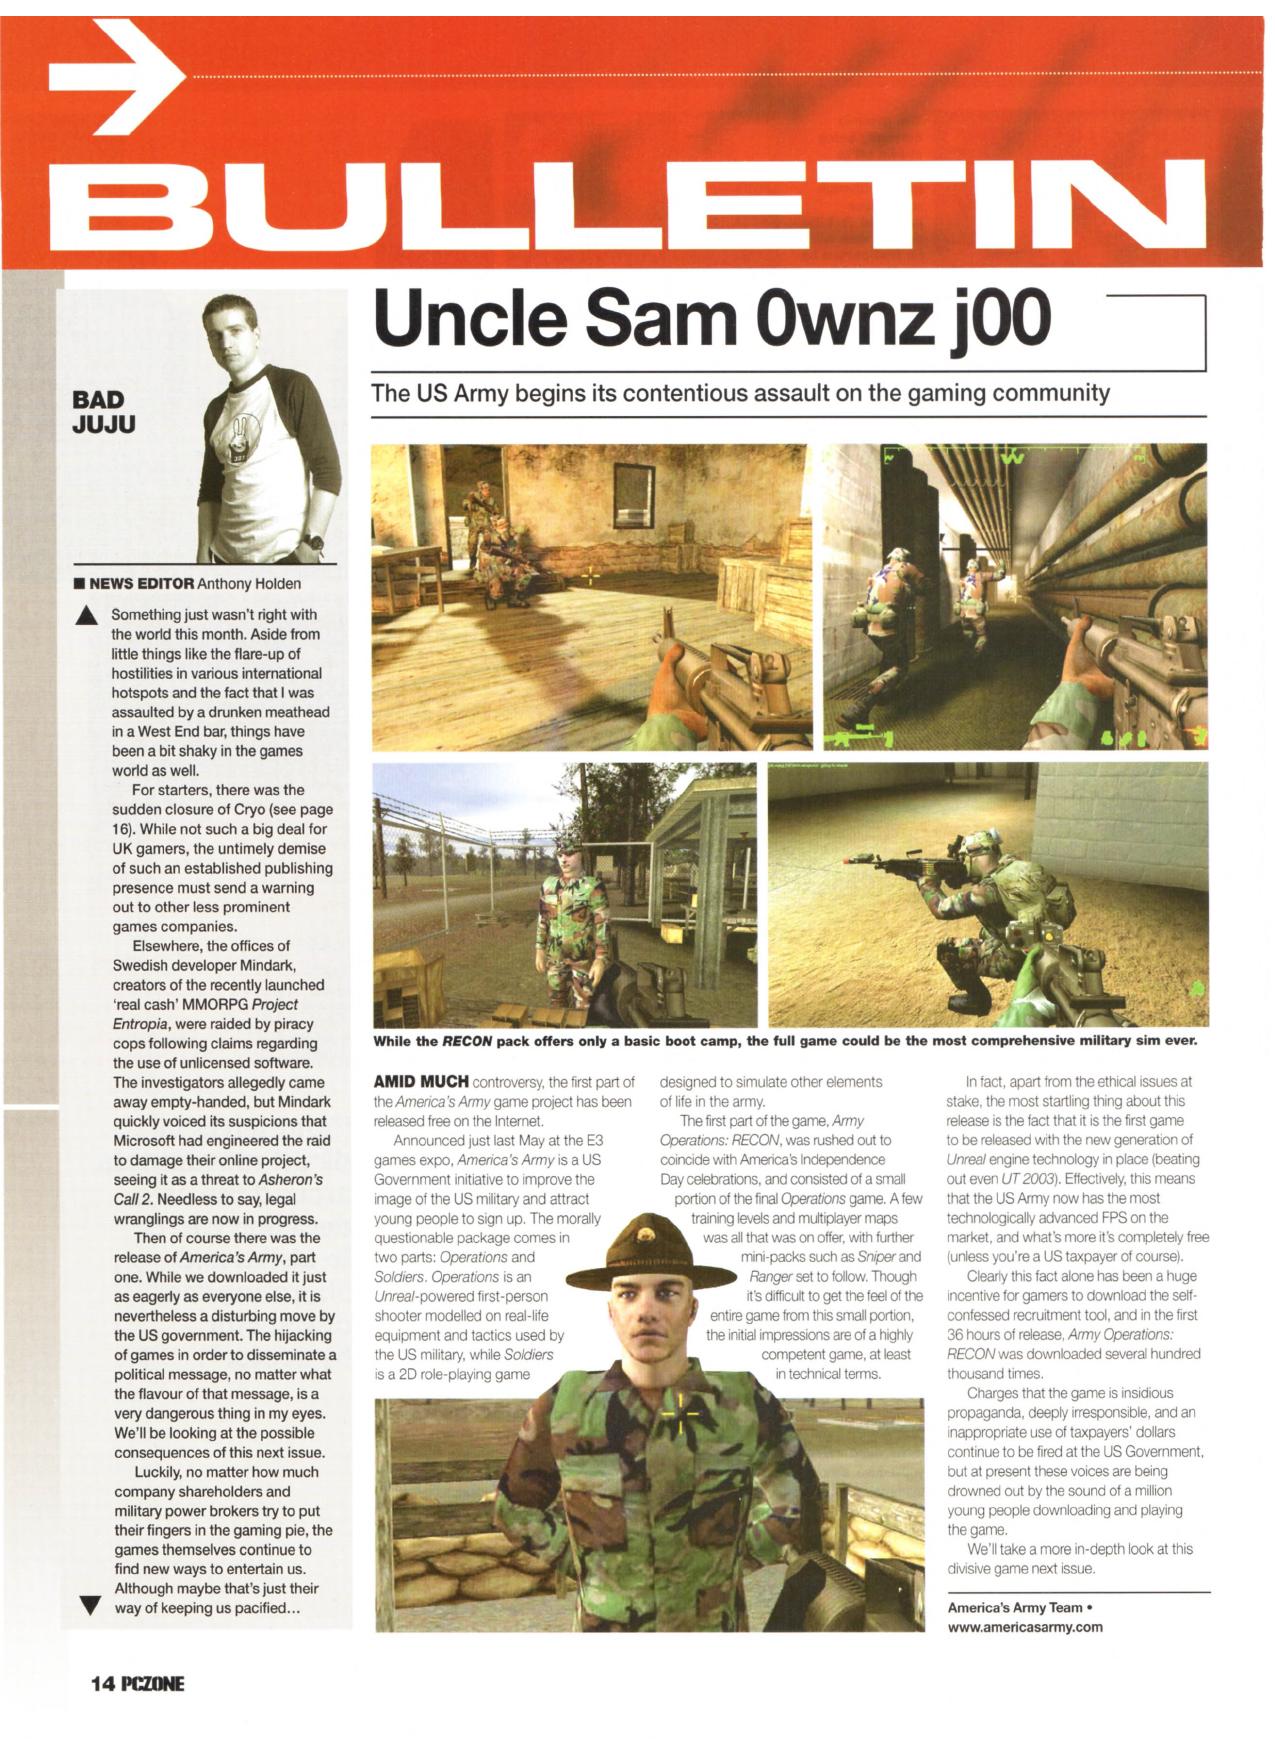 BULLETIN
BAD
JUJU
■ NEWS EDITOR Anthony Holden
▲ Something just wasn't right with
the world this month. Aside from
little things like the flare-up of
hostilities in various international
hotspots and the fact that I was
assaulted by a drunken meathead
in a West End bar, things have
been a bit shaky in the games
world as well.
For starters, there was the
sudden closure of Cryo (see page
16). While not such a big deal for
UK gamers, the untimely demise
of such an established publishing
presence must send a warning
out to other less prominent
games companies.
Elsewhere, the offices of
Swedish developer Mindark,
creators of the recently launched
'real cash' MMORPG Project
Entropia, were raided by piracy
cops following claims regarding
the use of unlicensed software.
The investigators allegedly came
away empty-handed, but Mindark
quickly voiced its suspicions that
Microsoft had engineered the raid
to damage their online project,
seeing it as a threat to Asheron's
Call 2. Needless to say, legal
wranglings are now in progress.
Then of course there was the
release of America's Army, part
one. While we downloaded it just
as eagerly as everyone else, it is
nevertheless a disturbing move by
the US government. The hijacking
of games in order to disseminate a
political message, no matter what
the flavour of that message, is a
very dangerous thing in my eyes.
We'll be looking at the possible
consequences of this next issue.
Luckily, no matter how much
company shareholders and
military power brokers try to put
their fingers in the gaming pie, the
games themselves continue to
find new ways to entertain us.
Although maybe that's just their
▼ way of keeping us pacified...
Uncle Sam 0wnz j00
The US Army begins its contentious assault on the gaming community
W
While the RECON pack offers only a basic boot camp, the full game could be the most comprehensive military sim ever.
AMID MUCH controversy, the first part of
the America's Army game project has been
released free on the Internet.
Announced just last May at the E3
games expo, America's Army is a US
Government initiative to improve the
image of the US military and attract
young people to sign up. The morally
questionable package comes in
two parts: Operations and
Soldiers. Operations is an
Unreal-powered first-person
shooter modelled on real-life
equipment and tactics used by
the US military, while Soldiers
is a 2D role-playing game
designed to simulate other elements
of life in the army.
The first part of the game, Army
Operations: RECON, was rushed out to
coincide with America's Independence
Day celebrations, and consisted of a small
portion of the final Operations game. A few
training levels and multiplayer maps
was all that was on offer, with further
mini-packs such as Sniper and
Ranger set to follow. Though
it's difficult to get the feel of the
entire game from this small portion,
the initial impressions are of a highly
competent game, at least
in technical terms.
In fact, apart from the ethical issues at
stake, the most startling thing about this
release is the fact that it is the first game
to be released with the new generation of
Unreal engine technology in place (beating
out even UT 2003). Effectively, this means
that the US Army now has the most
technologically advanced FPS on the
market, and what's more it's completely free
(unless you're a US taxpayer of course).
Clearly this fact alone has been a huge
incentive for gamers to download the self-
confessed recruitment tool, and in the first
36 hours of release, Army Operations:
RECON was downloaded several hundred
thousand times.
Charges that the game is insidious
propaganda, deeply irresponsible, and an
inappropriate use of taxpayers' dollars
continue to be fired at the US Government,
but at present these voices are being
drowned out by the sound of a million
young people downloading and playing
the game.
We'll take a more in-depth look at this
divisive game next issue.
America's Army Team •
www.americasarmy.com
14 PCZONE